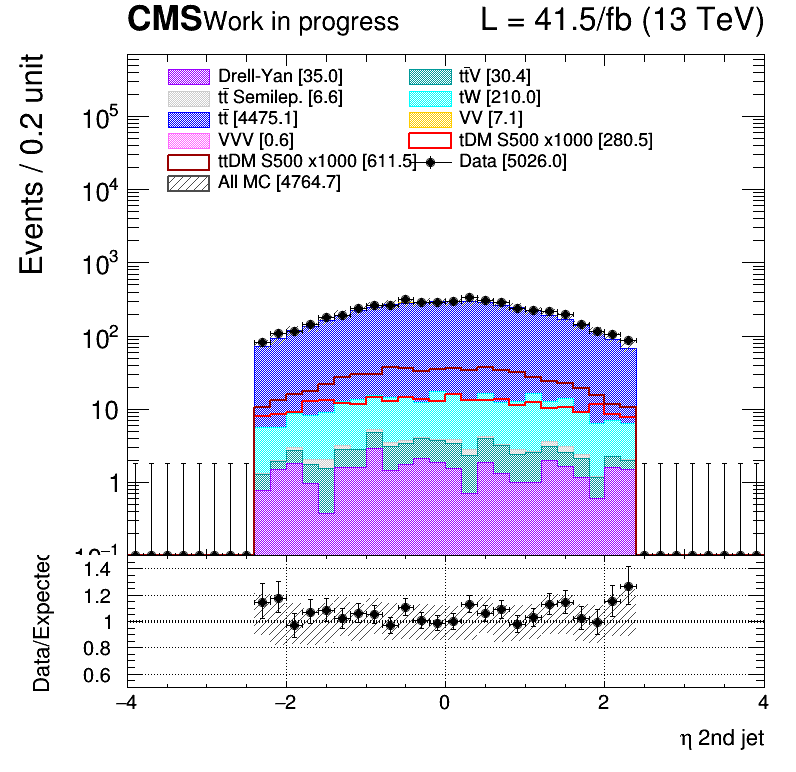 CMS Work in progress L = 41.5/fb (13 TeV)
Events / 0.2 unit
Drell-Yan [35.0] tt̄V [30.4]
tt̄ Semilep. [6.6] tW [210.0]
tt̄ [4475.1] VV [7.1]
VVV [0.6] tDM S500 x1000 [280.5]
ttDM S500 x1000 [611.5] Data [5026.0]
All MC [4764.7]
10⁵
10⁴
10³
10²
10
1
10⁻¹
Data/Expected
1.4
1.2
1
0.8
0.6
−4 −2 0 2 4
η 2nd jet